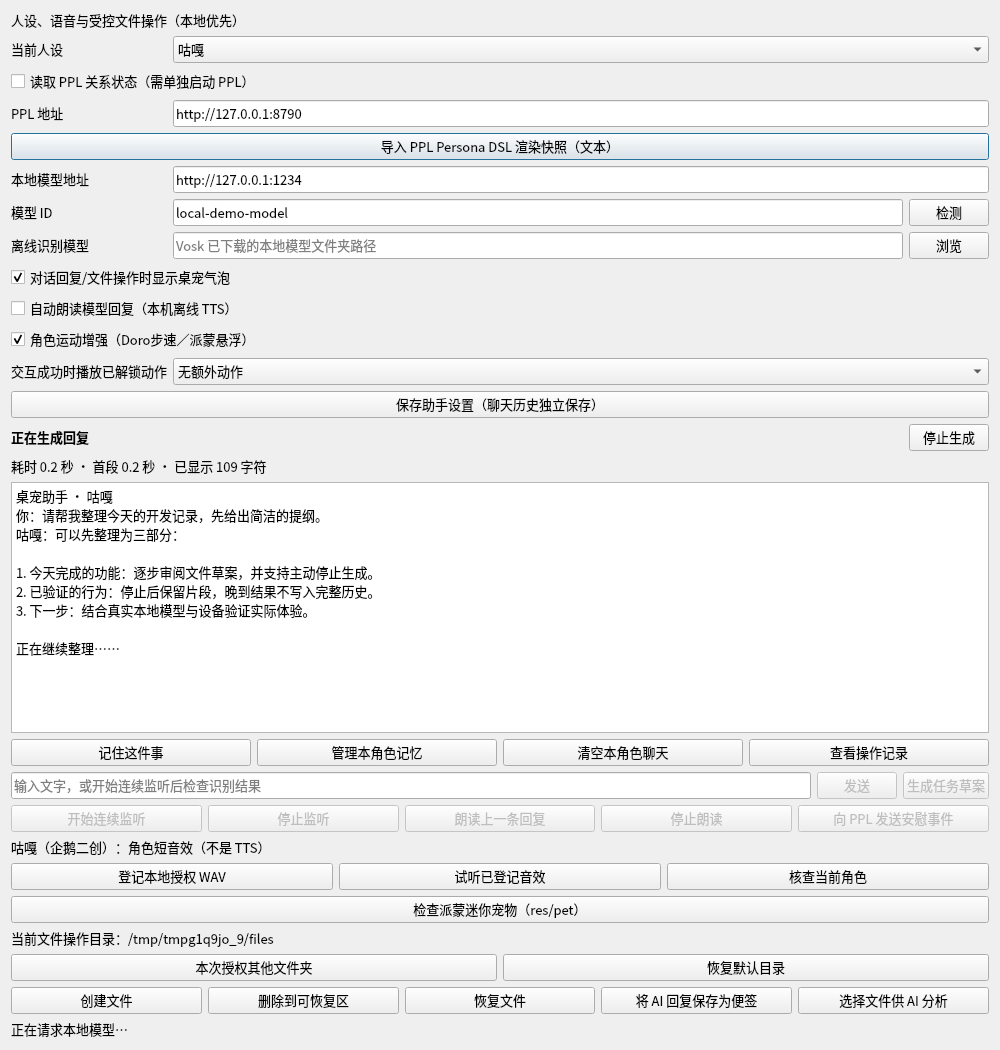 人设、语音与受控文件操作（本地优先）
当前人设 咕嘎
读取 PPL 关系状态（需单独启动 PPL）
PPL 地址 http://127.0.0.1:8790
导入 PPL Persona DSL 渲染快照（文本）
本地模型地址 http://127.0.0.1:1234
模型 ID local-demo-model 检测
离线识别模型 Vosk 已下载的本地模型文件夹路径 浏览
对话回复/文件操作时显示桌宠气泡
自动朗读模型回复（本机离线 TTS）
角色运动增强（Doro步速／派蒙悬浮）
交互成功时播放已解锁动作 无额外动作
保存助手设置（聊天历史独立保存）
正在生成回复 停止生成
耗时 0.2 秒 · 首段 0.2 秒 · 已显示 109 字符
桌宠助手 · 咕嘎
你：请帮我整理今天的开发记录，先给出简洁的提纲。
咕嘎：可以先整理为三部分：
1. 今天完成的功能：逐步审阅文件草案，并支持主动停止生成。
2. 已验证的行为：停止后保留片段，晚到结果不写入完整历史。
3. 下一步：结合真实本地模型与设备验证实际体验。
正在继续整理……
记住这件事 管理本角色记忆 清空本角色聊天 查看操作记录
输入文字，或开始连续监听后检查识别结果 发送 生成任务草案
开始连续监听 停止监听 朗读上一条回复 停止朗读 向 PPL 发送安慰事件
咕嘎（企鹅二创）：角色短音效（不是 TTS）
登记本地授权 WAV 试听已登记音效 核查当前角色
检查派蒙迷你宠物（res/pet）
当前文件操作目录：/tmp/tmpg1q9jo_9/files
本次授权其他文件夹 恢复默认目录
创建文件 删除到可恢复区 恢复文件 将 AI 回复保存为便签 选择文件供 AI 分析
正在请求本地模型…